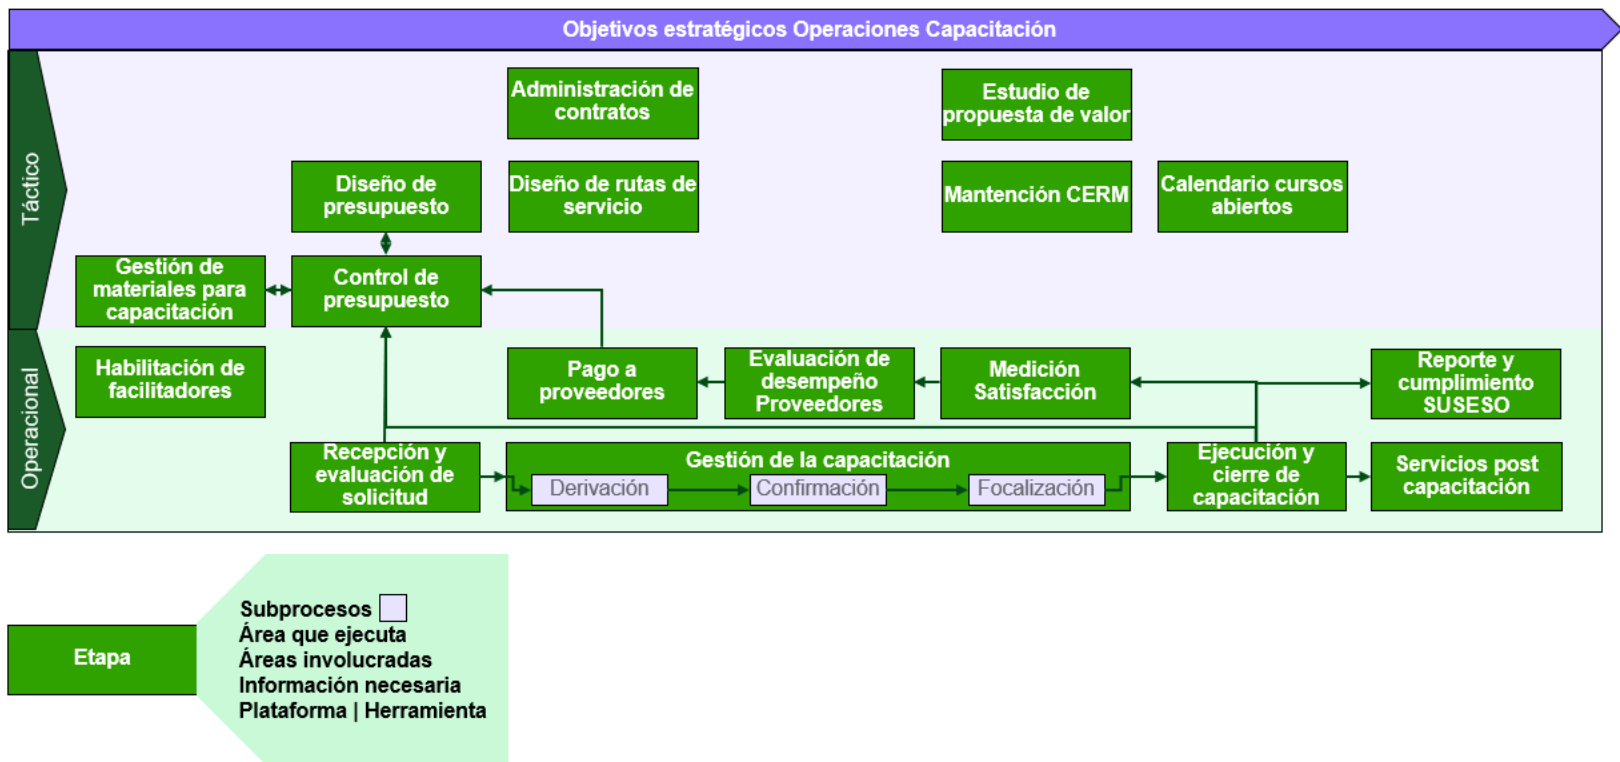 Objetivos estratégicos Operaciones Capacitación
Táctico
Administración de
contratos
Estudio de
propuesta de valor
Diseño de
presupuesto
Diseño de rutas de
servicio
Mantención CERM
Calendario cursos
abiertos
Gestión de
materiales para
capacitación
Control de
presupuesto
Operacional
Habilitación de
facilitadores
Pago a
proveedores
Evaluación de
desempeño
Proveedores
Medición
Satisfacción
Reporte y
cumplimiento
SUSESO
Recepción y
evaluación de
solicitud
Gestión de la capacitación
Derivación
Confirmación
Focalización
Ejecución y
cierre de
capacitación
Servicios post
capacitación
Etapa
Subprocesos
Área que ejecuta
Áreas involucradas
Información necesaria
Plataforma | Herramienta